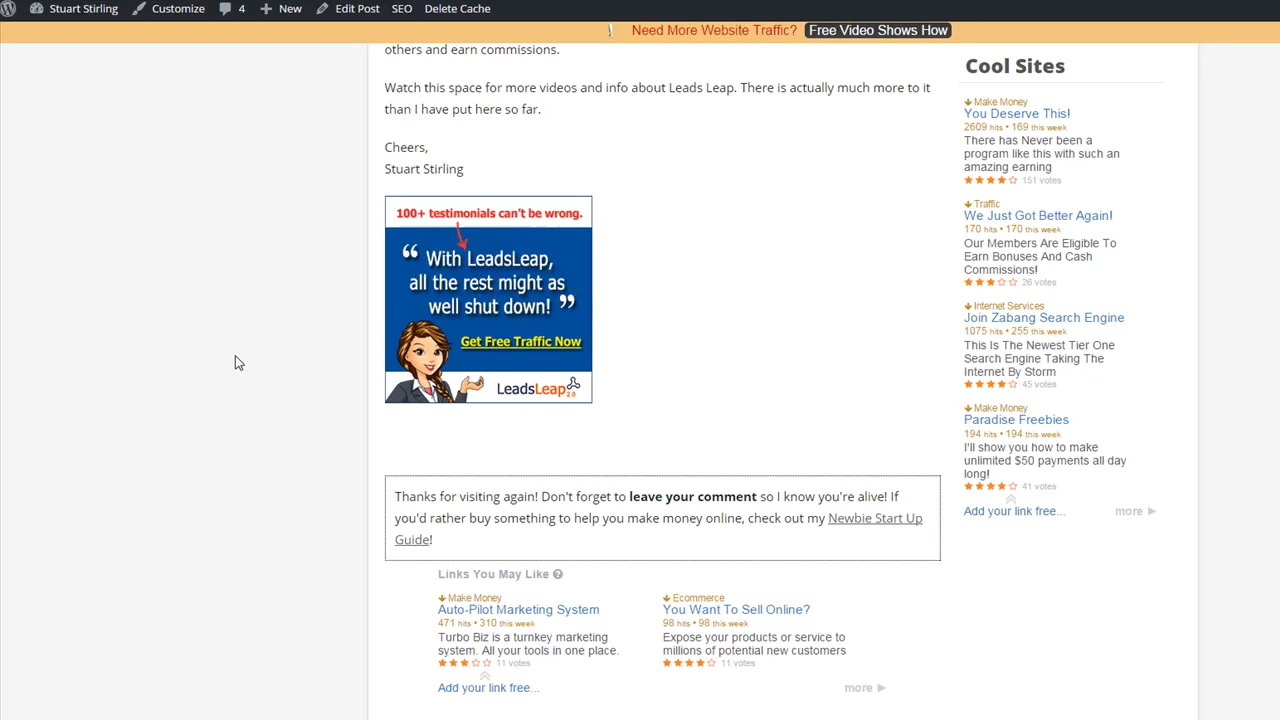 Stuart Stirling
Customize
4
New
Edit Post
SEO
Delete Cache
Need More Website Traffic?
Free Video Shows How
others and earn commissions.
Watch this space for more videos and info about Leads Leap. There is actually much more to it
than I have put here so far.
Cheers,
Stuart Stirling
100+ testimonials can't be wrong.
“ With LeadsLeap,
all the rest might as
well shut down! ”
Get Free Traffic Now
LeadsLeap 2.0
Thanks for visiting again! Don't forget to leave your comment so I know you're alive! If
you'd rather buy something to help you make money online, check out my Newbie Start Up
Guide!
Links You May Like
Make Money
Auto-Pilot Marketing System
471 hits • 310 this week
Turbo Biz is a turnkey marketing
system. All your tools in one place.
11 votes
Add your link free...
Ecommerce
You Want To Sell Online?
98 hits • 98 this week
Expose your products or service to
millions of potential new customers
11 votes
more
Cool Sites
Make Money
You Deserve This!
2609 hits • 169 this week
There has Never been a
program like this with such an
amazing earning
151 votes
Traffic
We Just Got Better Again!
170 hits • 170 this week
Our Members Are Eligible To
Earn Bonuses And Cash
Commissions!
26 votes
Internet Services
Join Zabang Search Engine
1075 hits • 255 this week
This Is The Newest Tier One
Search Engine Taking The
Internet By Storm
45 votes
Make Money
Paradise Freebies
194 hits • 194 this week
I'll show you how to make
unlimited $50 payments all day
long!
41 votes
Add your link free...
more